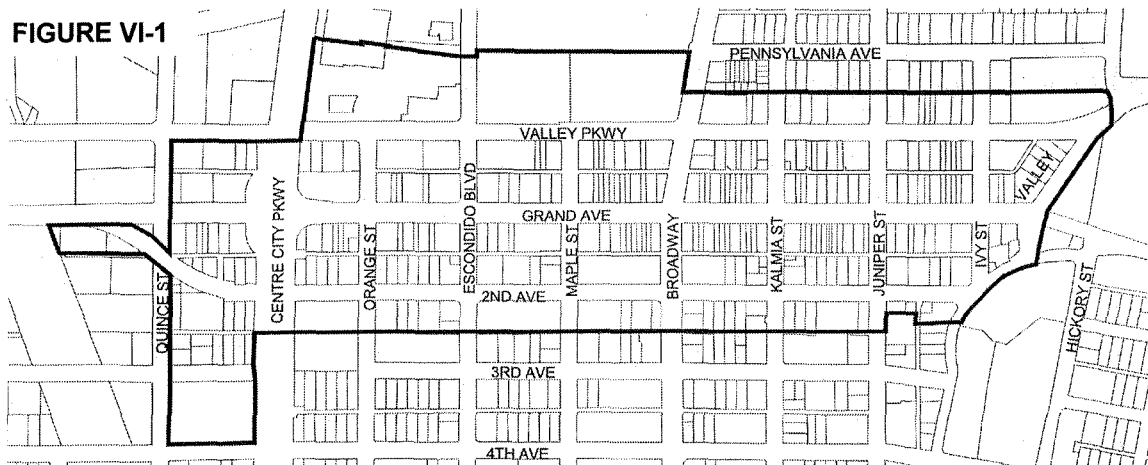 FIGURE VI-1
PENNSYLVANIA AVE
VALLEY PKWY
VALLEY
CENTRE CITY PKWY
ESCONDIDO BLVD
GRAND AVE
ORANGE ST
MAPLE ST
BROADWAY
KALMIA ST
JUNIPER ST
IVY ST
QUINCE ST
2ND AVE
HICKORY ST
3RD AVE
4TH AVE